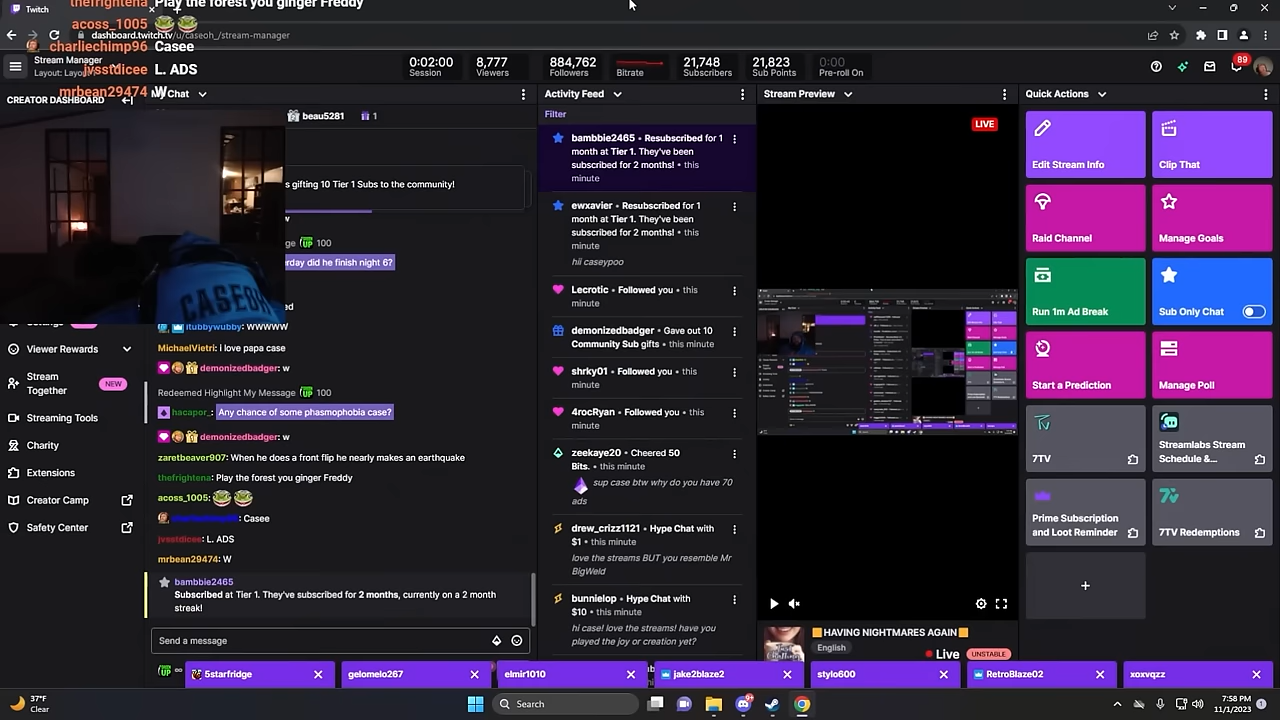 Twitch
thefrightena Play the forest you ginger Freddy
acoss_1005
charliechimp96 Casee
jvsstdicee L. ADS
mrbean29474 W
dashboard.twitch.tv/u/caseoh_/stream-manager
Stream Manager
0:02:00
Session
8,777
Viewers
884,762
Followers
Bitrate
21,748
Subscribers
21,823
Sub Points
0:00
Pre-roll On
89
CREATOR DASHBOARD
Chat
beau5281 1
s gifting 10 Tier 1 Subs to the community!
100
rday did he finish night 6?
CASEOH
itubbywubby: WWWWW
MichaelVietri: I love papa case
demonizedbadger: w
Redeemed Highlight My Message 100
hacapor_: Any chance of some phasmophobia case?
demonizedbadger: w
zaretbeaver907: When he does a front flip he nearly makes an earthquake
thefrightena: Play the forest you ginger Freddy
acoss_1005:
: Casee
jvsstdicee: L. ADS
mrbean29474: W
bambbie2465
Subscribed at Tier 1. They've subscribed for 2 months, currently on a 2 month
streak!
Send a message
Viewer Rewards
Stream
Together
NEW
Streaming Tools
Charity
Extensions
Creator Camp
Safety Center
Activity Feed
Filter
bambbie2465 • Resubscribed for 1
month at Tier 1. They've been
subscribed for 2 months! • this
minute
ewxavier • Resubscribed for 1
month at Tier 1. They've been
subscribed for 2 months! • this
minute
hii caseypoo
Lecrotic • Followed you • this
minute
demonizedbadger • Gave out 10
Community Sub gifts • this minute
shrky01 • Followed you • this
minute
4rocRyan • Followed you • this
minute
zeekaye20 • Cheered 50
Bits. • this minute
sup case btw why do you have 70
ads
drew_crizz1121 • Hype Chat with
$1 • this minute
love the streams BUT you resemble Mr
BigWeld
bunnielop • Hype Chat with
$10 • this minute
hi case! love the streams! have you
played the joy or creation yet?
Stream Preview
LIVE
HAVING NIGHTMARES AGAIN
English
Live
UNSTABLE
Quick Actions
Edit Stream Info
Clip That
Raid Channel
Manage Goals
Run 1m Ad Break
Sub Only Chat
Start a Prediction
Manage Poll
7TV
Streamlabs Stream
Schedule &...
Prime Subscription
and Loot Reminder
7TV Redemptions
5starfridge
gelomelo267
elmir1010
jake2blaze2
stylo600
RetroBlaze02
xoxvqzz
37°F
Clear
Search
7:58 PM
11/1/2023